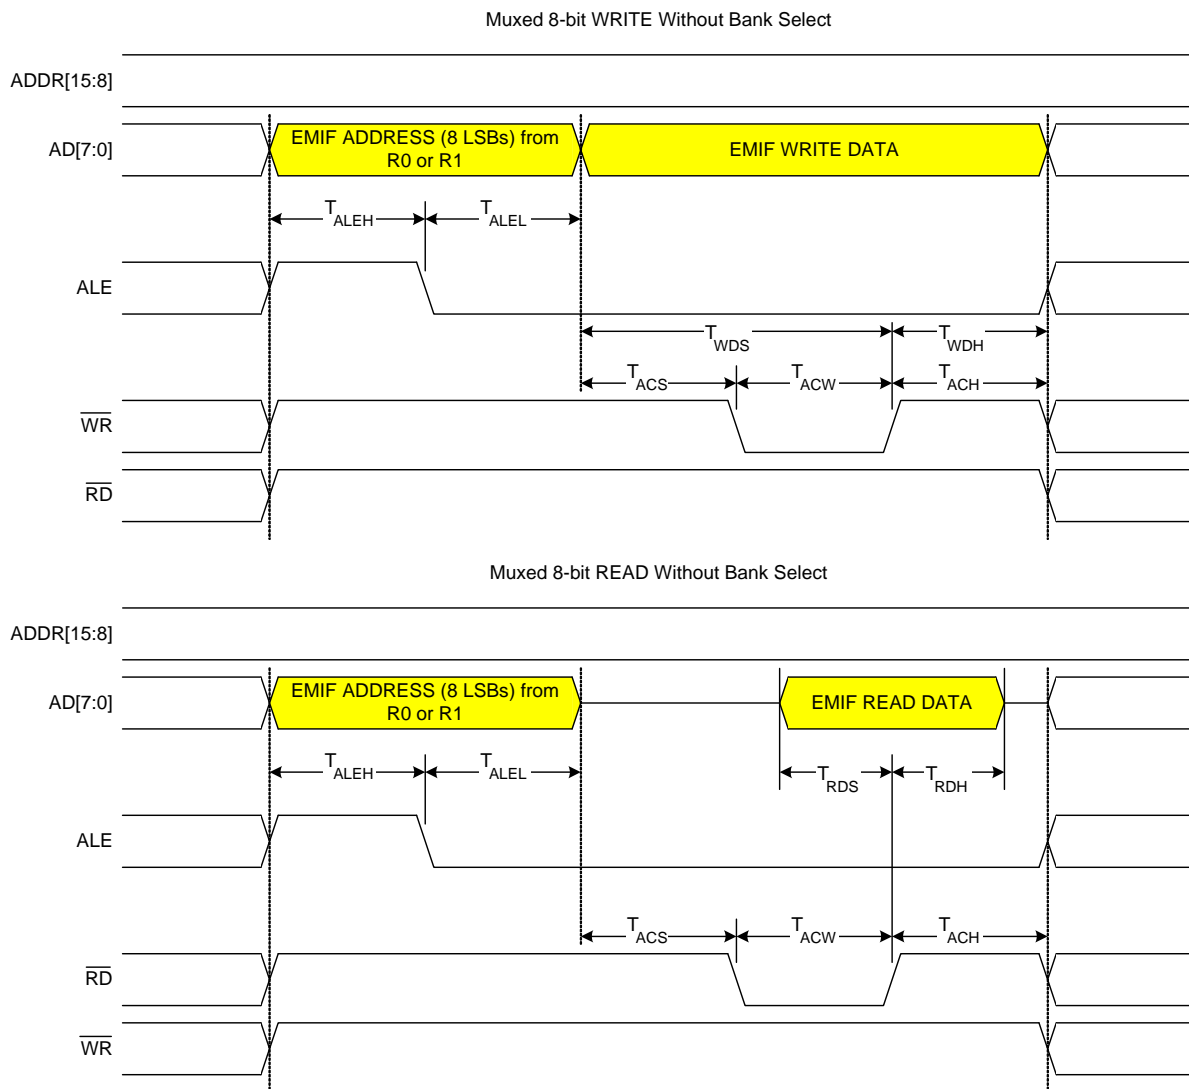 Muxed 8-bit WRITE Without Bank Select
ADDR[15:8]
AD[7:0]
EMIF ADDRESS (8 LSBs) from
R0 or R1
EMIF WRITE DATA
TALEH
TALEL
ALE
TWDS
TWDH
TACS
TACW
TACH
WR
RD
Muxed 8-bit READ Without Bank Select
ADDR[15:8]
AD[7:0]
EMIF ADDRESS (8 LSBs) from
R0 or R1
EMIF READ DATA
TALEH
TALEL
TRDS
TRDH
ALE
TACS
TACW
TACH
RD
WR